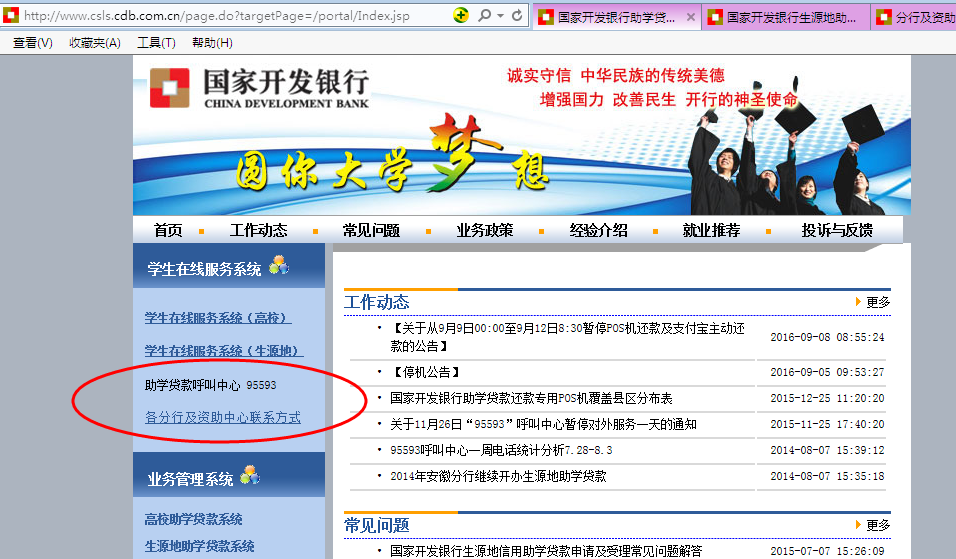 http://www.csls.cdb.com.cn/page.do?targetPage=/portal/Index.jsp
国家开发银行助学贷...
国家开发银行生源地助...
分行及资助
查看(V) 收藏夹(A) 工具(T) 帮助(H)
国家开发银行
CHINA DEVELOPMENT BANK
诚实守信 中华民族的传统美德
增强国力 改善民生 开行的神圣使命
圆你大学梦想
首页 工作动态 常见问题 业务政策 经验介绍 就业推荐 投诉与反馈
学生在线服务系统
学生在线服务系统（高校）
学生在线服务系统（生源地）
助学贷款呼叫中心 95593
各分行及资助中心联系方式
业务管理系统
高校助学贷款系统
生源地助学贷款系统
工作动态 更多
【关于从9月9日00:00至9月12日8:30暂停POS机还款及支付宝主动还
款的公告】 2016-09-08 08:55:24
【停机公告】 2016-09-05 09:53:27
国家开发银行助学贷款还款专用POS机覆盖县区分布表 2015-12-25 11:20:20
关于11月26日“95593”呼叫中心暂停对外服务一天的通知 2015-11-25 17:40:20
95593呼叫中心一周电话统计分析7.28-8.3 2014-08-07 15:39:12
2014年安徽分行继续开办生源地助学贷款 2014-08-07 15:35:18
常见问题 更多
国家开发银行生源地信用助学贷款申请及受理常见问题解答 2015-07-07 15:26:09